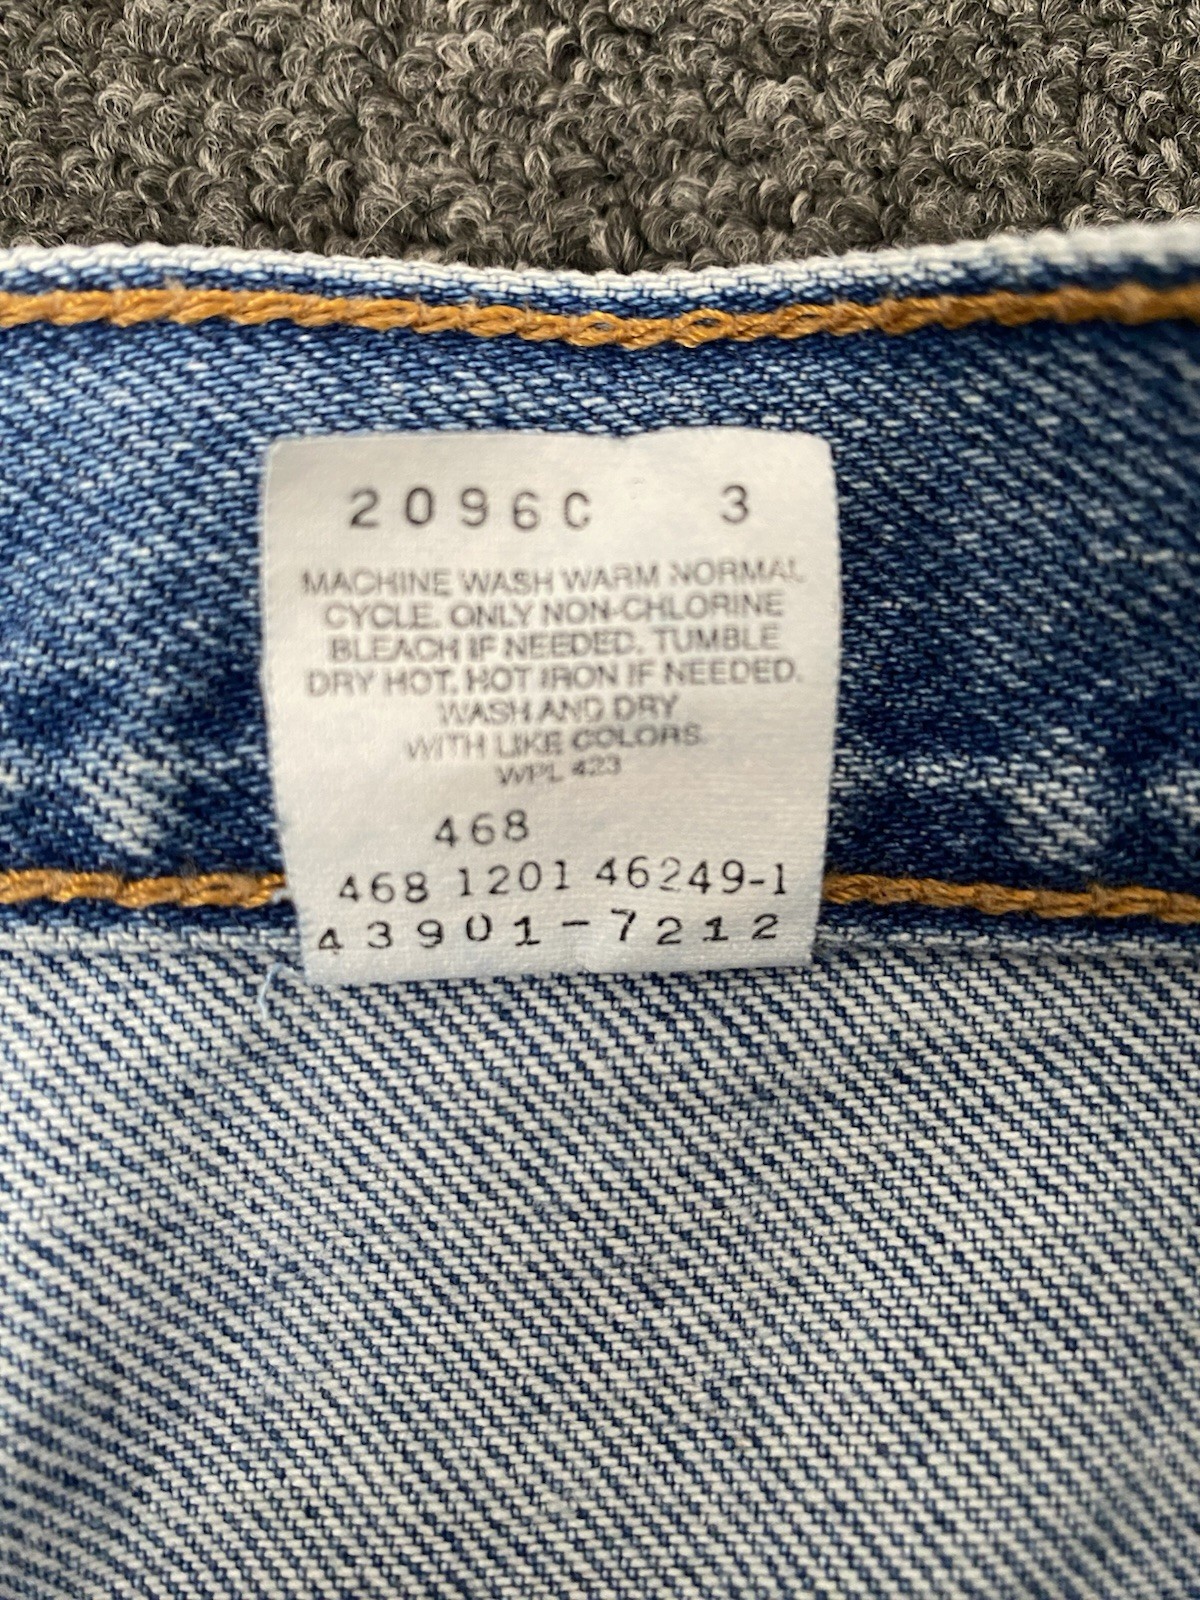 2096C 3
MACHINE WASH WARM NORMAL
CYCLE. ONLY NON-CHLORINE
BLEACH IF NEEDED. TUMBLE
DRY HOT. HOT IRON IF NEEDED.
WASH AND DRY
WITH LIKE COLORS.
WPL 423
468
468 1201 46249-1
43901-7212